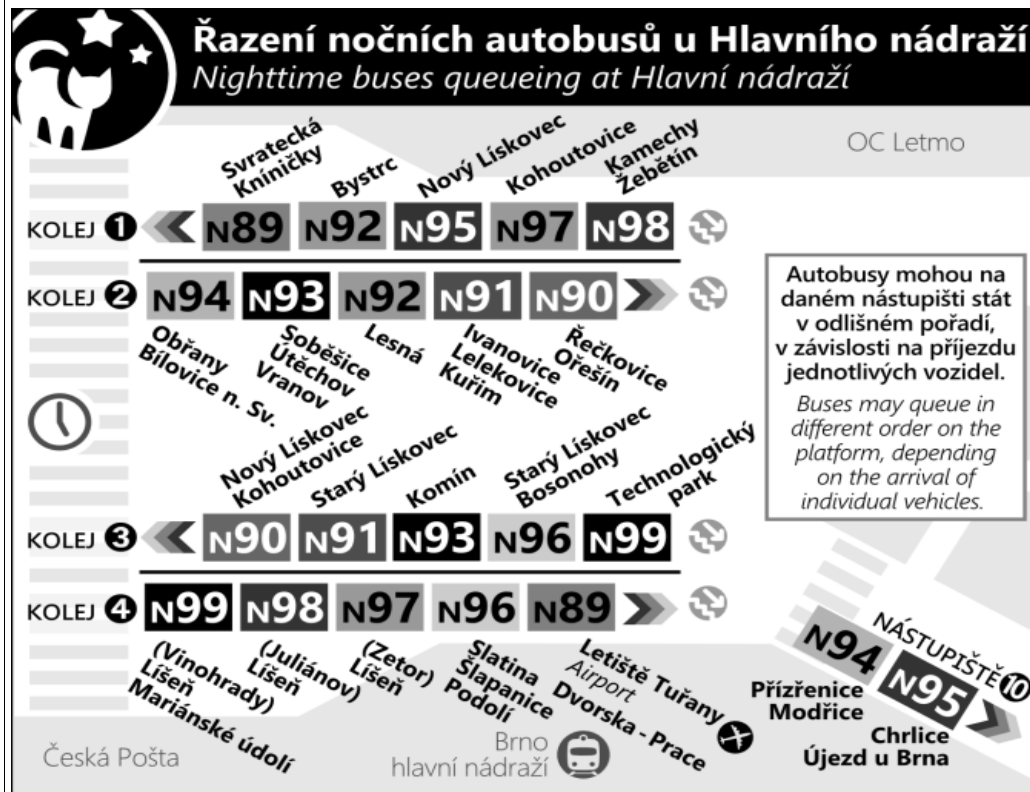 Řazení nočních autobusů u Hlavního nádraží
Nighttime buses queueing at Hlavní nádraží
OC Letmo
Svratecká
Kníničky
Bystrc
Nový Lískovec
Kohoutovice
Kamechy
Žebětín
KOLEJ 1 N89 N92 N95 N97 N98
KOLEJ 2 N94 N93 N92 N91 N90
Obřany
Bílovice n. Sv.
Soběšice
Útěchov
Vranov
Lesná
Ivanovice
Lelekovice
Kuřim
Řečkovice
Ořešín
Autobusy mohou na
daném nástupišti stát
v odlišném pořadí,
v závislosti na příjezdu
jednotlivých vozidel.
Buses may queue in
different order on the
platform, depending
on the arrival of
individual vehicles.
Nový Lískovec
Kohoutovice
Starý Lískovec
Komín
Starý Lískovec
Bosonohy
Technologický
park
KOLEJ 3 N90 N91 N93 N96 N99
KOLEJ 4 N99 N98 N97 N96 N89
(Vinohrady)
Líšeň
Mariánské údolí
(Juliánov)
Líšeň
(Zetor)
Líšeň
Slatina
Šlapanice
Podolí
Letiště Tuřany
Airport
Dvorska - Prace
NÁSTUPIŠTĚ 10
N94 N95
Přízřenice
Modřice
Chrlice
Újezd u Brna
Česká Pošta
Brno
hlavní nádraží